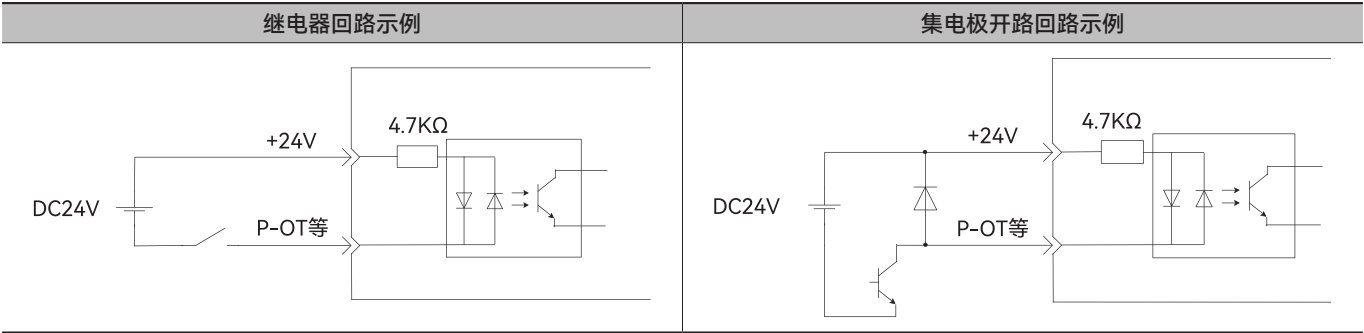 继电器回路示例
集电极开路回路示例
+24V
4.7KΩ
DC24V
P-OT等
+24V
4.7KΩ
DC24V
P-OT等